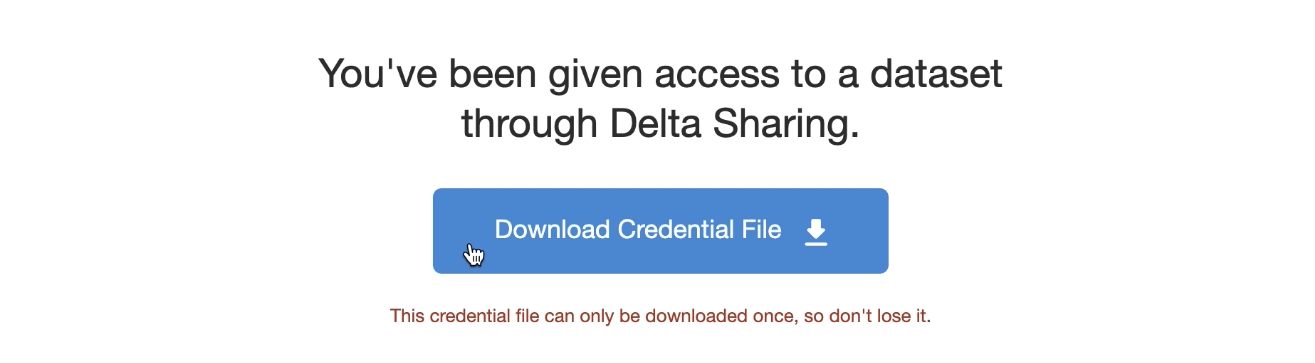 You've been given access to a dataset
through Delta Sharing.
Download Credential File
This credential file can only be downloaded once, so don't lose it.